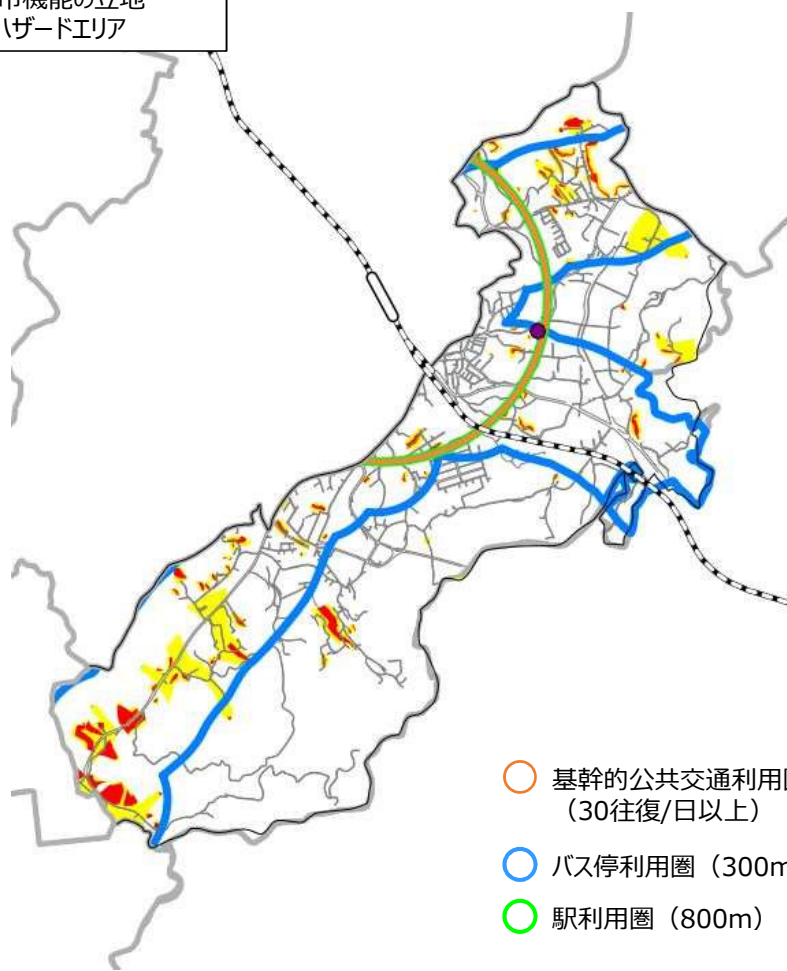 市機能の立地
ハザードエリア
基幹的公共交通利用圏
（30往復/日以上）
バス停利用圏（300m
駅利用圏（800m）